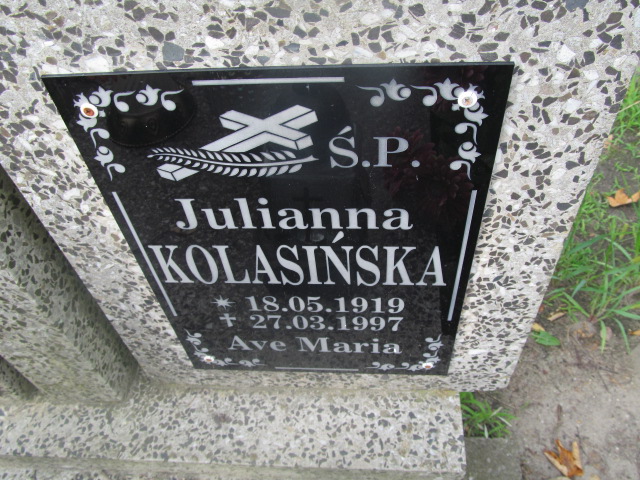 Ś.P.
Julianna
KOLASIŃSKA
* 18.05.1919
✝ 27.03.1997
Ave Maria